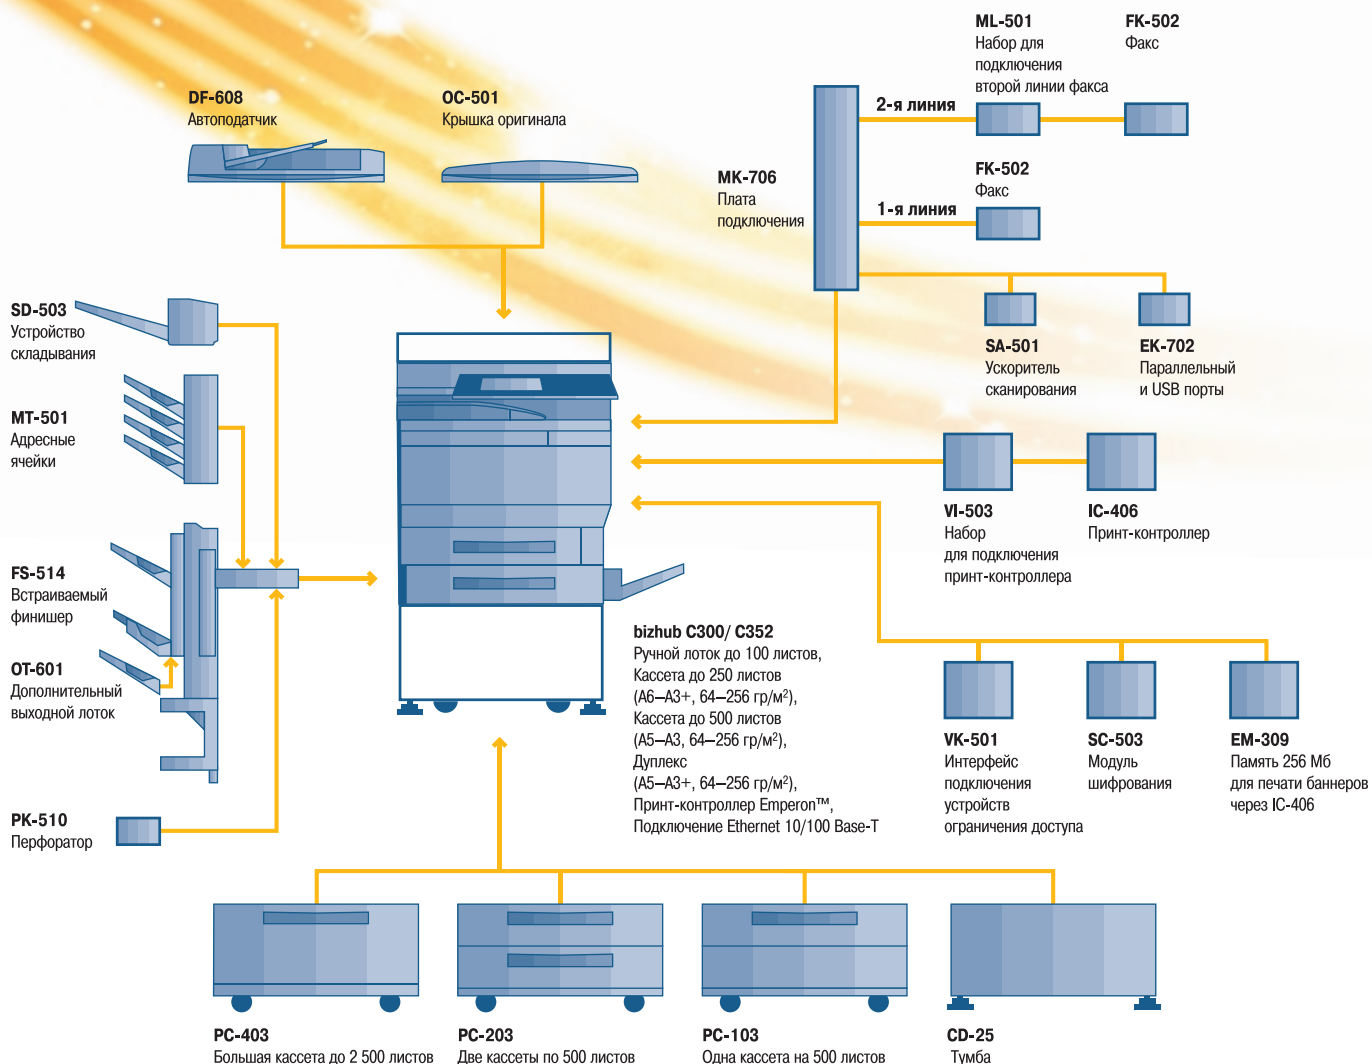 ML-501
Набор для
подключения
второй линии факса
FK-502
Факс
DF-608
Автоподатчик
OC-501
Крышка оригинала
2-я линия
MK-706
Плата
подключения
FK-502
Факс
1-я линия
SD-503
Устройство
складывания
SA-501
Ускоритель
сканирования
EK-702
Параллельный
и USB порты
MT-501
Адресные
ячейки
VI-503
Набор
для подключения
принт-контроллера
IC-406
Принт-контроллер
FS-514
Встраиваемый
финишер
OT-601
Дополнительный
выходной лоток
bizhub C300/ C352
Ручной лоток до 100 листов,
Кассета до 250 листов
(А6–А3+, 64–256 гр/м²),
Кассета до 500 листов
(А5–А3, 64–256 гр/м²),
Дуплекс
(А5–А3+, 64–256 гр/м²),
Принт-контроллер Emperon™,
Подключение Ethernet 10/100 Base-T
VK-501
Интерфейс
подключения
устройств
ограничения доступа
SC-503
Модуль
шифрования
EM-309
Память 256 Мб
для печати баннеров
через IC-406
PK-510
Перфоратор
PC-403
Большая кассета до 2 500 листов
PC-203
Две кассеты по 500 листов
PC-103
Одна кассета на 500 листов
CD-25
Тумба